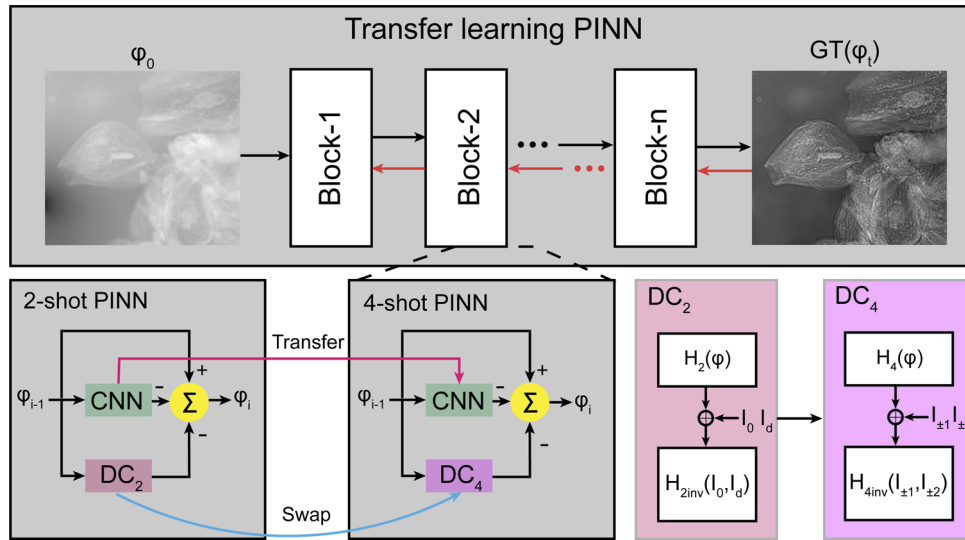 Transfer learning PINN
φ₀
GT(φₜ)
Block-1
Block-2
•••
•••
Block-n
2-shot PINN
φᵢ₋₁
CNN
DC₂
+
−
−
Σ
φᵢ
Transfer
Swap
4-shot PINN
φᵢ₋₁
CNN
DC₄
+
−
−
Σ
φᵢ
DC₂
H₂(φ)
I₀ I_d
H₂ᵢₙᵥ(I₀,I_d)
DC₄
H₄(φ)
I±₁ I±
H₄ᵢₙᵥ(I±₁,I±₂)